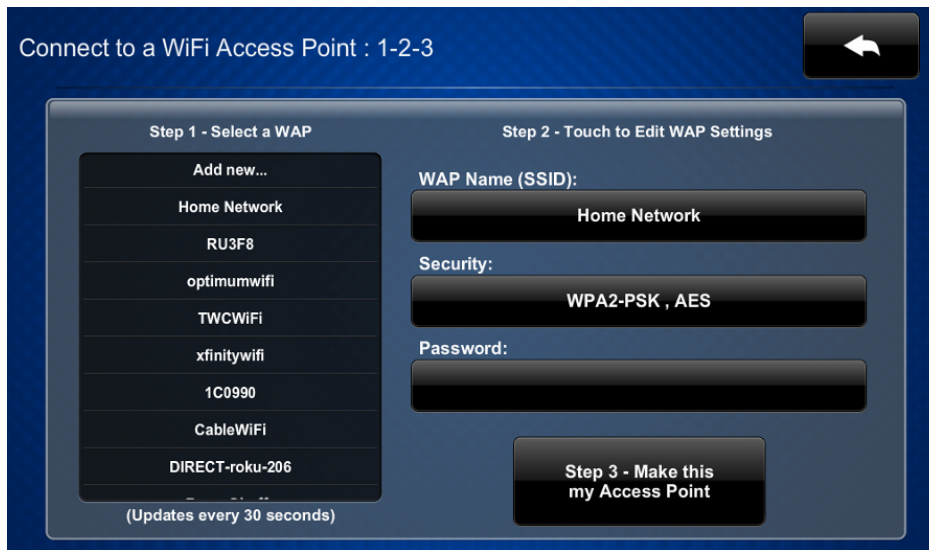 Connect to a WiFi Access Point : 1-2-3
Step 1 - Select a WAP
Add new...
Home Network
RU3F8
optimumwifi
TWCWiFi
xfinitywifi
1C0990
CableWiFi
DIRECT-roku-206
(Updates every 30 seconds)
Step 2 - Touch to Edit WAP Settings
WAP Name (SSID):
Home Network
Security:
WPA2-PSK , AES
Password:
Step 3 - Make this
my Access Point